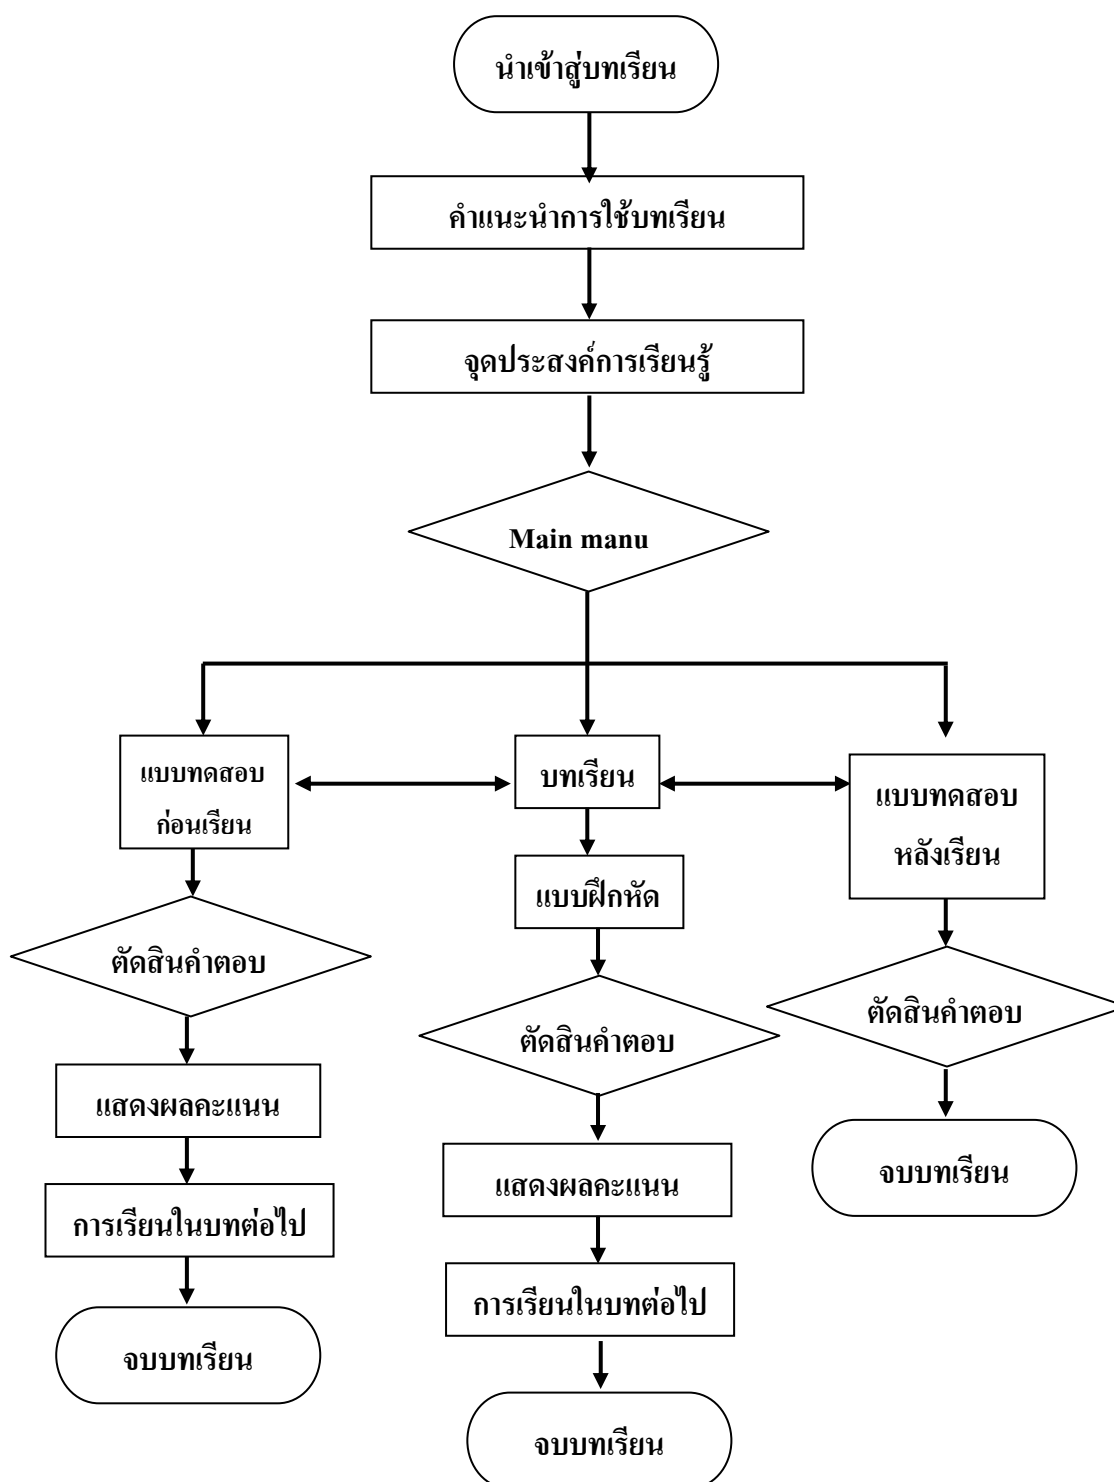 นำเข้าสู่บทเรียน
คำแนะนำการใช้บทเรียน
จุดประสงค์การเรียนรู้
Main manu
แบบทดสอบ
ก่อนเรียน
บทเรียน
แบบทดสอบ
หลังเรียน
แบบฝึกหัด
ตัดสินคำตอบ
ตัดสินคำตอบ
ตัดสินคำตอบ
แสดงผลคะแนน
แสดงผลคะแนน
จบบทเรียน
การเรียนในบทต่อไป
การเรียนในบทต่อไป
จบบทเรียน
จบบทเรียน